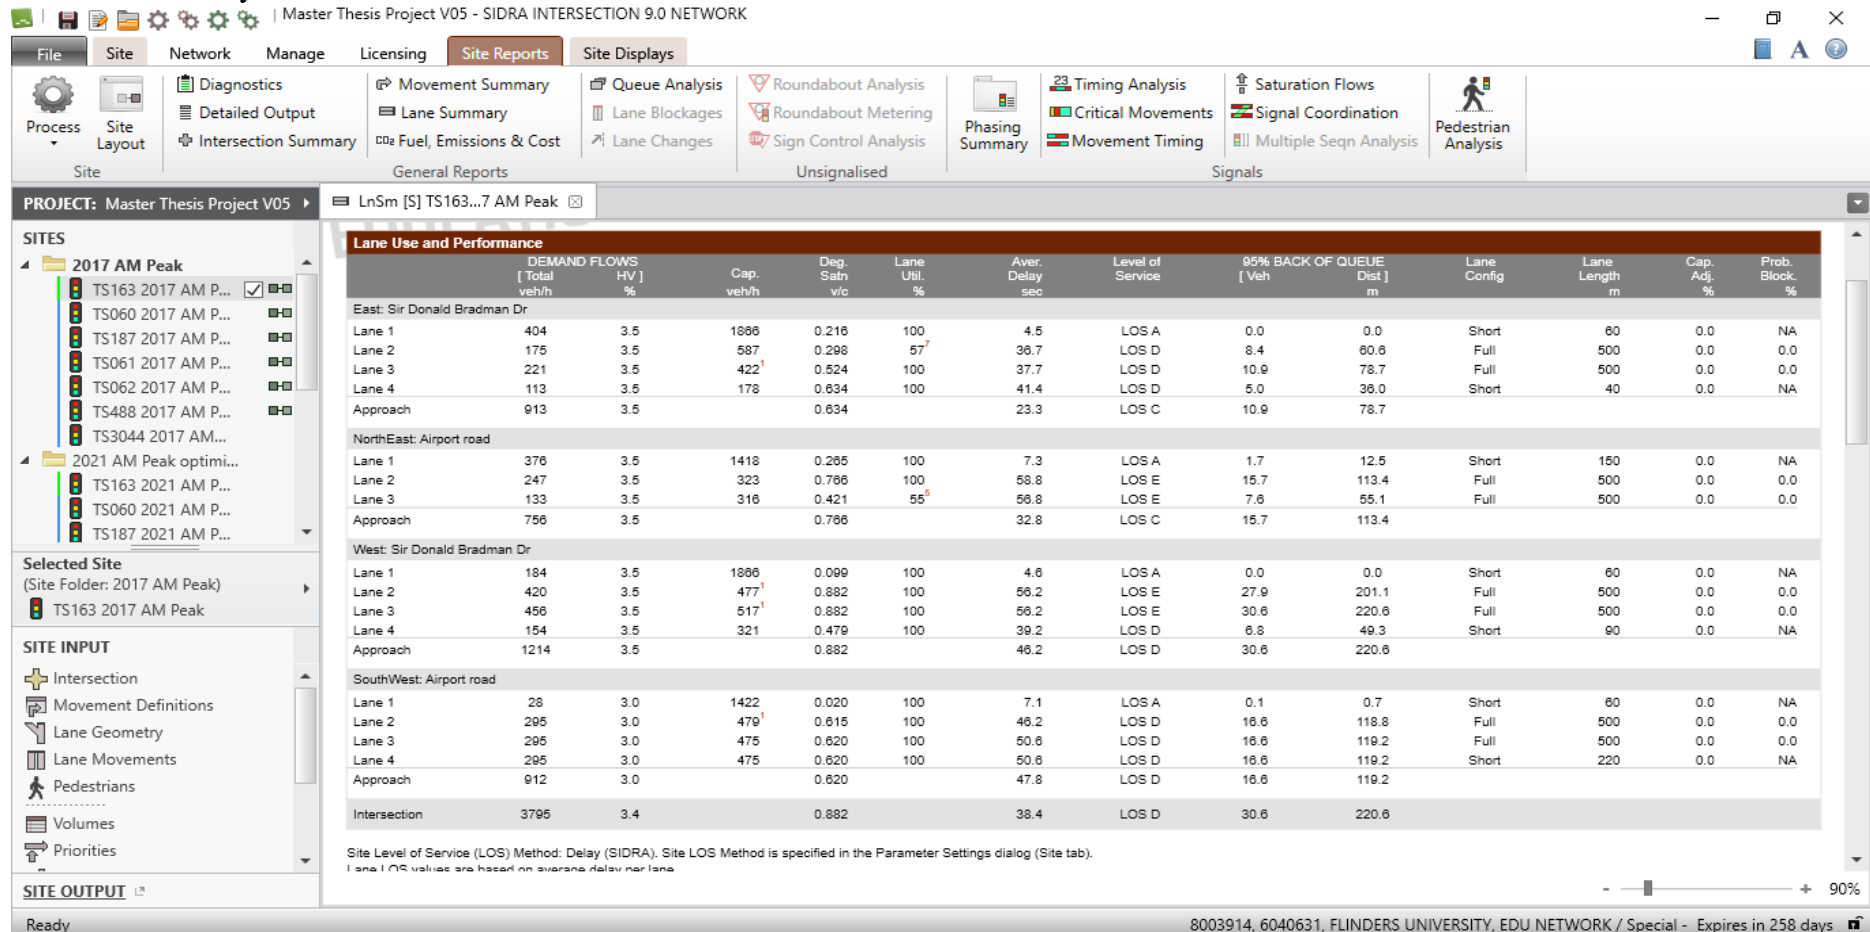 Master Thesis Project V05 - SIDRA INTERSECTION 9.0 NETWORK
File Site Network Manage Licensing Site Reports Site Displays
Process
Site Layout
Site
Diagnostics
Detailed Output
Intersection Summary
Movement Summary
Lane Summary
CO2 Fuel, Emissions & Cost
Queue Analysis
Lane Blockages
Lane Changes
General Reports
Roundabout Analysis
Roundabout Metering
Sign Control Analysis
Unsignalised
Phasing Summary
23 Timing Analysis
Critical Movements
Movement Timing
Saturation Flows
Signal Coordination
Multiple Seqn Analysis
Pedestrian Analysis
Signals
PROJECT: Master Thesis Project V05
LnSm [S] TS163...7 AM Peak
SITES
2017 AM Peak
TS163 2017 AM P...
TS060 2017 AM P...
TS187 2017 AM P...
TS061 2017 AM P...
TS062 2017 AM P...
TS488 2017 AM P...
TS3044 2017 AM...
2021 AM Peak optimi...
TS163 2021 AM P...
TS060 2021 AM P...
TS187 2021 AM P...
Selected Site
(Site Folder: 2017 AM Peak)
TS163 2017 AM Peak
SITE INPUT
Intersection
Movement Definitions
Lane Geometry
Lane Movements
Pedestrians
Volumes
Priorities
SITE OUTPUT
Lane Use and Performance
DEMAND FLOWS Deg. Lane Aver. Level of 95% BACK OF QUEUE Lane Lane Cap. Prob.
[ Total HV ] Cap. Satn Util. Delay Service [ Veh Dist ] Config Length Adj. Block.
veh/h % veh/h v/c % sec m m % %
East: Sir Donald Bradman Dr
Lane 1 404 3.5 1866 0.216 100 4.5 LOS A 0.0 0.0 Short 60 0.0 NA
Lane 2 175 3.5 587 0.298 57 7 36.7 LOS D 8.4 60.6 Full 500 0.0 0.0
Lane 3 221 3.5 422 1 0.524 100 37.7 LOS D 10.9 78.7 Full 500 0.0 0.0
Lane 4 113 3.5 178 0.634 100 41.4 LOS D 5.0 36.0 Short 40 0.0 NA
Approach 913 3.5 0.634 23.3 LOS C 10.9 78.7
NorthEast: Airport road
Lane 1 376 3.5 1418 0.265 100 7.3 LOS A 1.7 12.5 Short 150 0.0 NA
Lane 2 247 3.5 323 0.766 100 58.8 LOS E 15.7 113.4 Full 500 0.0 0.0
Lane 3 133 3.5 316 0.421 55 5 56.8 LOS E 7.6 55.1 Full 500 0.0 0.0
Approach 756 3.5 0.766 32.8 LOS C 15.7 113.4
West: Sir Donald Bradman Dr
Lane 1 184 3.5 1866 0.099 100 4.6 LOS A 0.0 0.0 Short 60 0.0 NA
Lane 2 420 3.5 477 1 0.882 100 56.2 LOS E 27.9 201.1 Full 500 0.0 0.0
Lane 3 456 3.5 517 1 0.882 100 56.2 LOS E 30.6 220.6 Full 500 0.0 0.0
Lane 4 154 3.5 321 0.479 100 39.2 LOS D 6.8 49.3 Short 90 0.0 NA
Approach 1214 3.5 0.882 46.2 LOS D 30.6 220.6
SouthWest: Airport road
Lane 1 28 3.0 1422 0.020 100 7.1 LOS A 0.1 0.7 Short 60 0.0 NA
Lane 2 295 3.0 479 1 0.615 100 46.2 LOS D 16.6 118.8 Full 500 0.0 0.0
Lane 3 295 3.0 475 0.620 100 50.6 LOS D 16.6 119.2 Full 500 0.0 0.0
Lane 4 295 3.0 475 0.620 100 50.6 LOS D 16.6 119.2 Short 220 0.0 NA
Approach 912 3.0 0.620 47.8 LOS D 16.6 119.2
Intersection 3795 3.4 0.882 38.4 LOS D 30.6 220.6
Site Level of Service (LOS) Method: Delay (SIDRA). Site LOS Method is specified in the Parameter Settings dialog (Site tab).
Lane LOS values are based on average delay per lane.
90%
Ready
8003914, 6040631, FLINDERS UNIVERSITY, EDU NETWORK / Special - Expires in 258 days